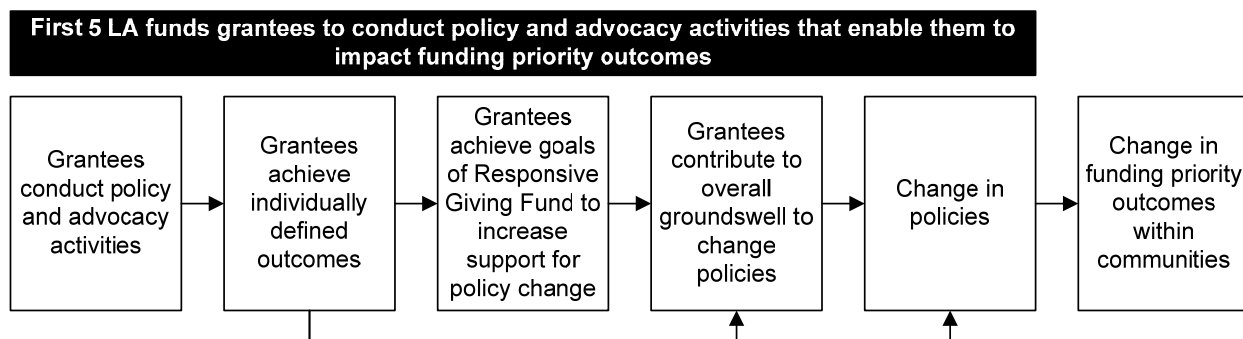 First 5 LA funds grantees to conduct policy and advocacy activities that enable them to
impact funding priority outcomes
Grantees
conduct policy
and advocacy
activities
Grantees
achieve
individually
defined
outcomes
Grantees
achieve goals
of Responsive
Giving Fund to
increase
support for
policy change
Grantees
contribute to
overall
groundswell to
change
policies
Change in
policies
Change in
funding priority
outcomes
within
communities